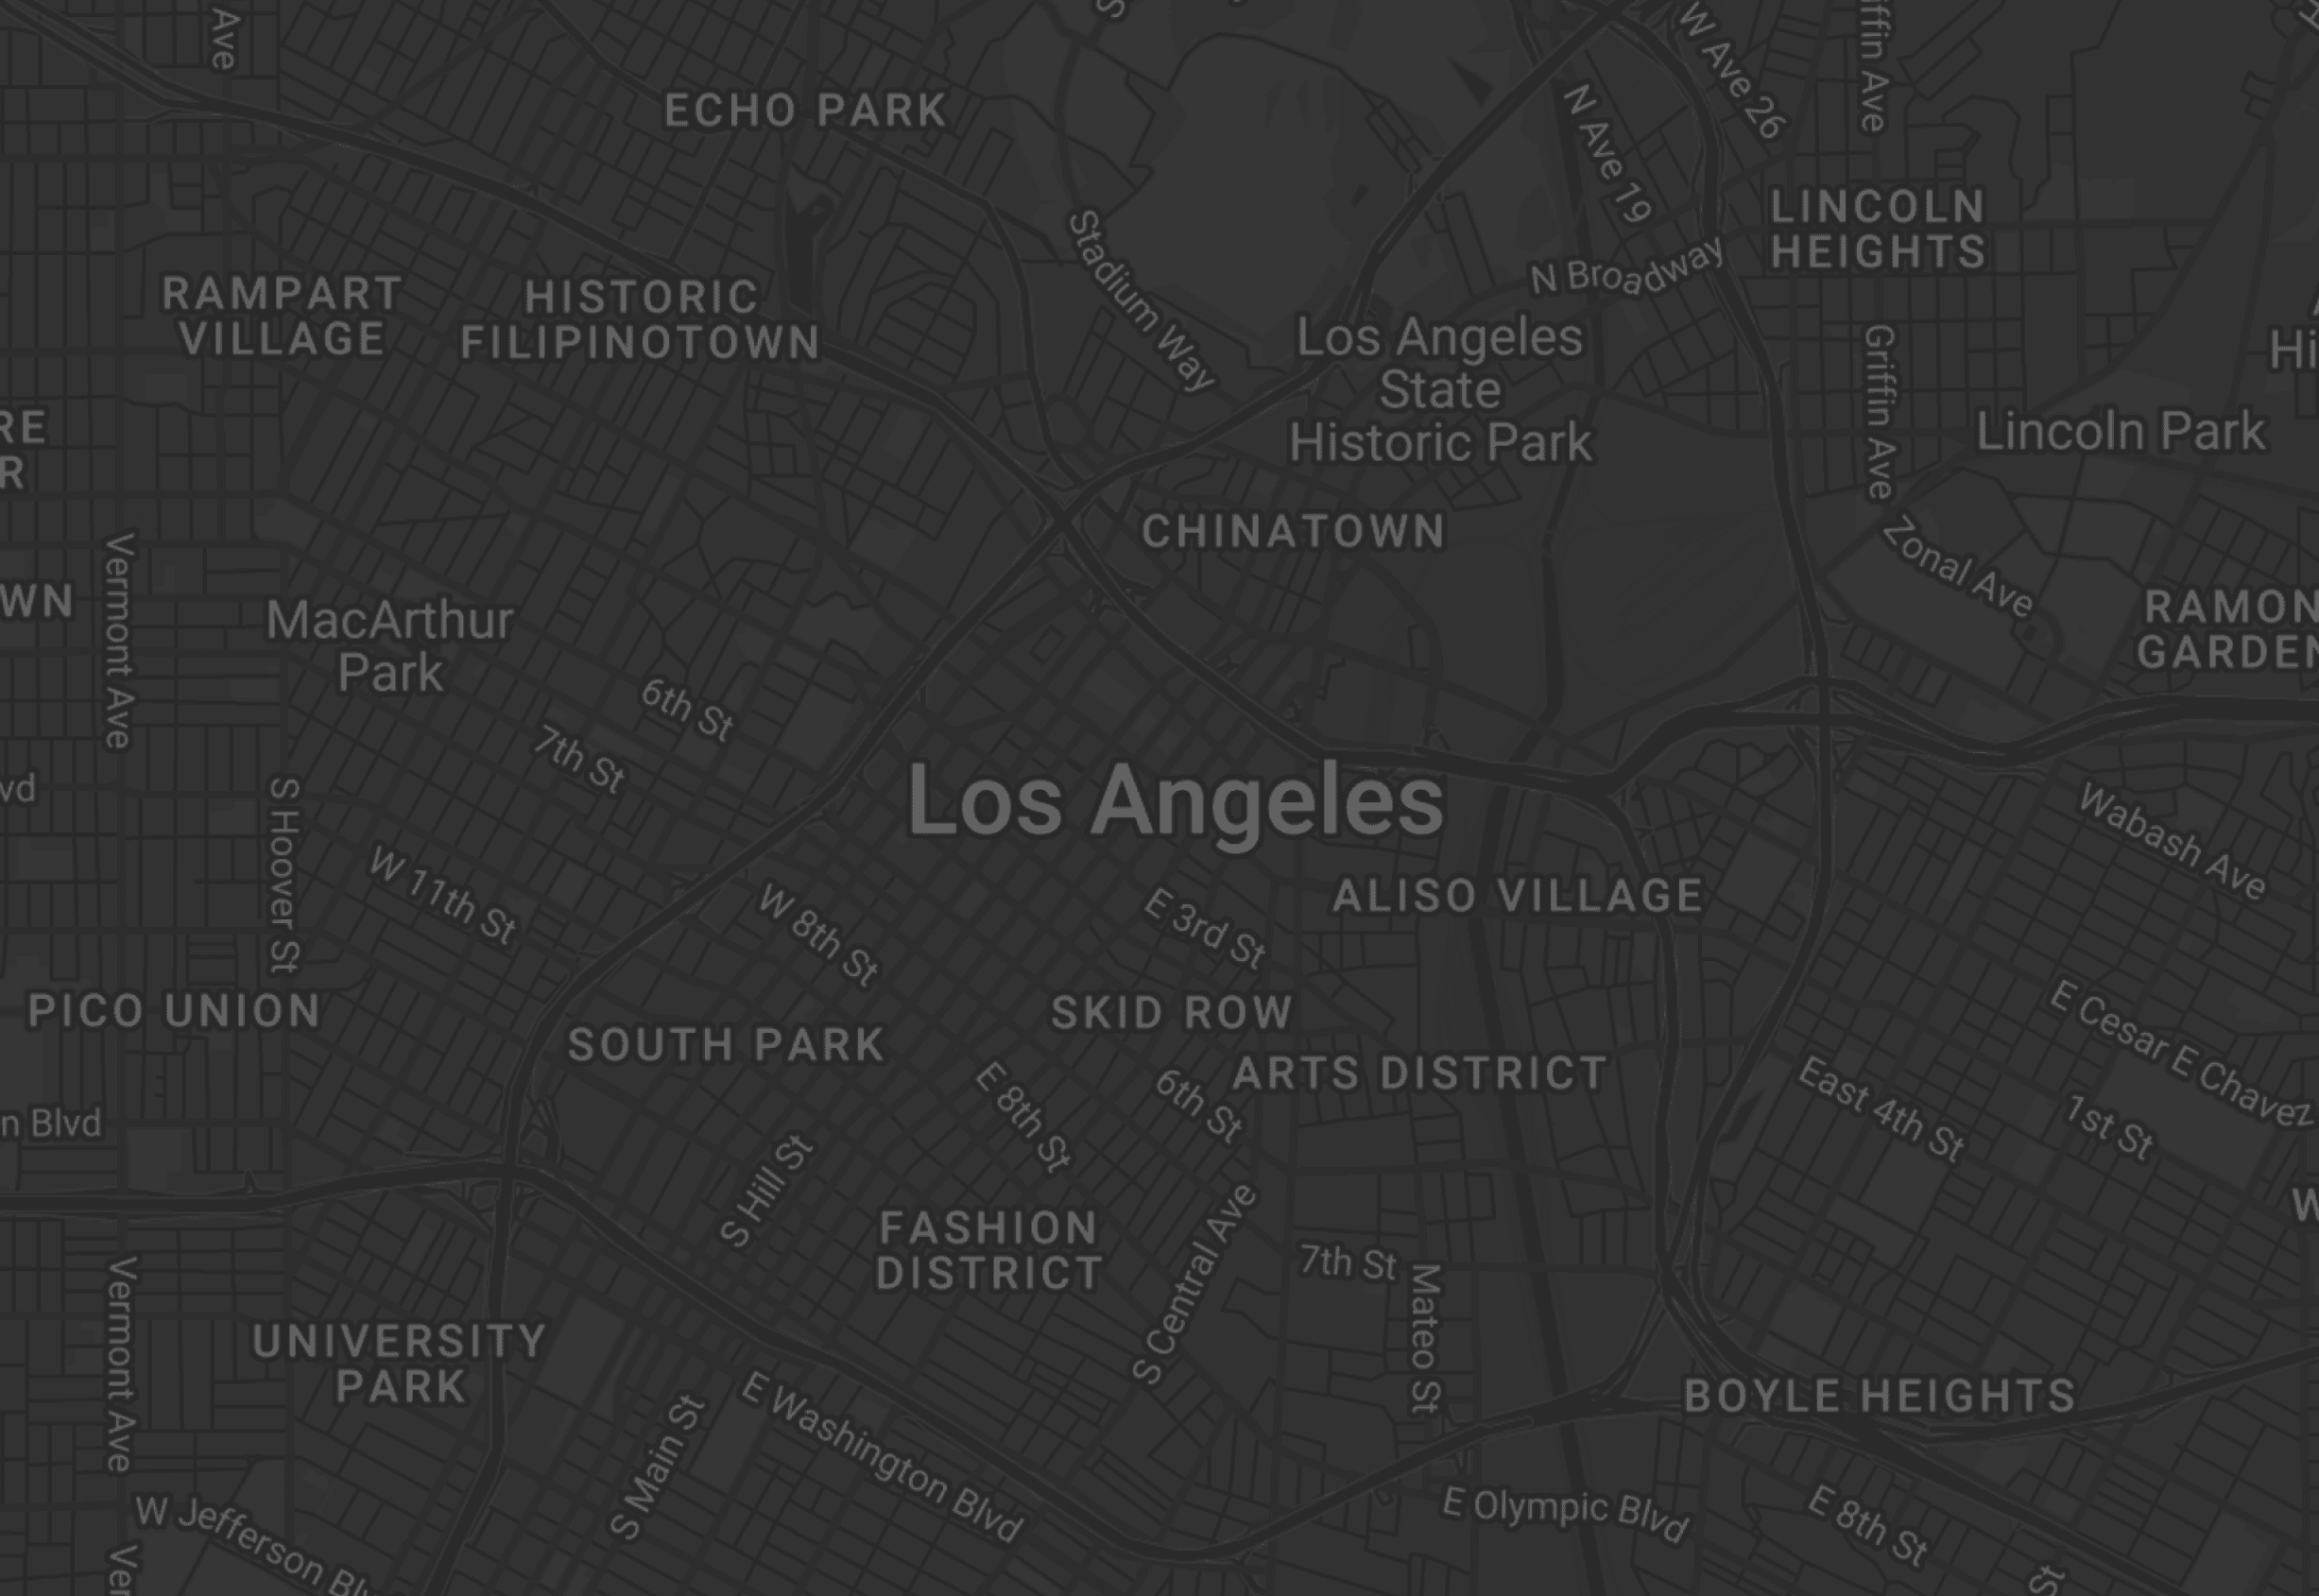 Ave
W Ave 26
iffin Ave
ECHO PARK
N Ave 19
LINCOLN
HEIGHTS
Stadium Way
N Broadway
RAMPART
VILLAGE
HISTORIC
FILIPINOTOWN
Los Angeles
State
Historic Park
Griffin Ave
Hi
RE
R
Lincoln Park
CHINATOWN
Zonal Ave
WN
Vermont Ave
MacArthur
Park
RAMON
GARDEN
6th St
7th St
vd
S Hoover St
Los Angeles
Wabash Ave
W 11th St
W 8th St
E 3rd St
ALISO VILLAGE
PICO UNION
SOUTH PARK
SKID ROW
ARTS DISTRICT
E Cesar E Chavez
n Blvd
E 8th St
6th St
East 4th St
1st St
S Hill St
FASHION
DISTRICT
S Central Ave
7th St
Mateo St
W
Vermont Ave
UNIVERSITY
PARK
BOYLE HEIGHTS
S Main St
E Washington Blvd
W Jefferson Blv
E Olympic Blvd
E 8th St
Ver
St